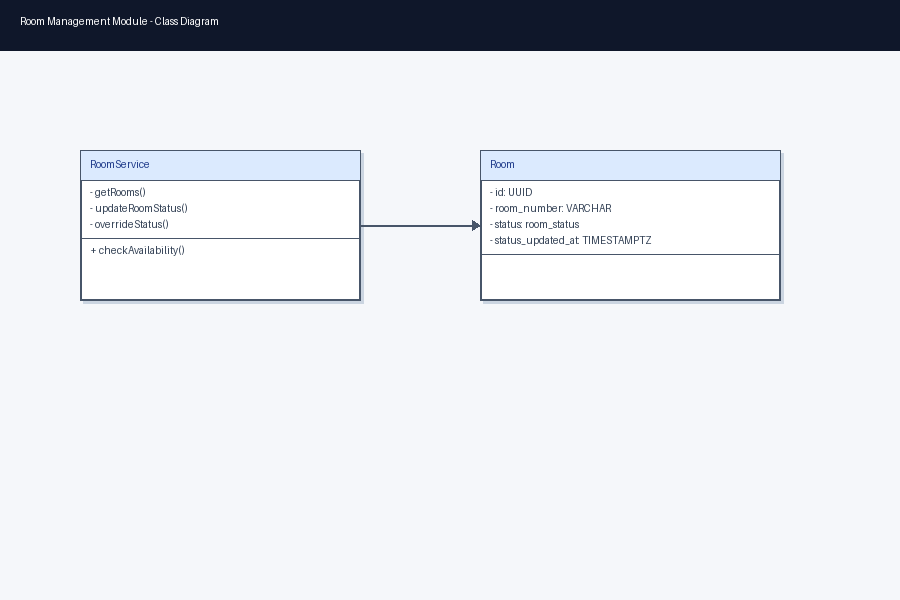 Room Management Module - Class Diagram
RoomService
- getRooms()
- updateRoomStatus()
- overrideStatus()
+ checkAvailability()
Room
- id: UUID
- room_number: VARCHAR
- status: room_status
- status_updated_at: TIMESTAMPTZ